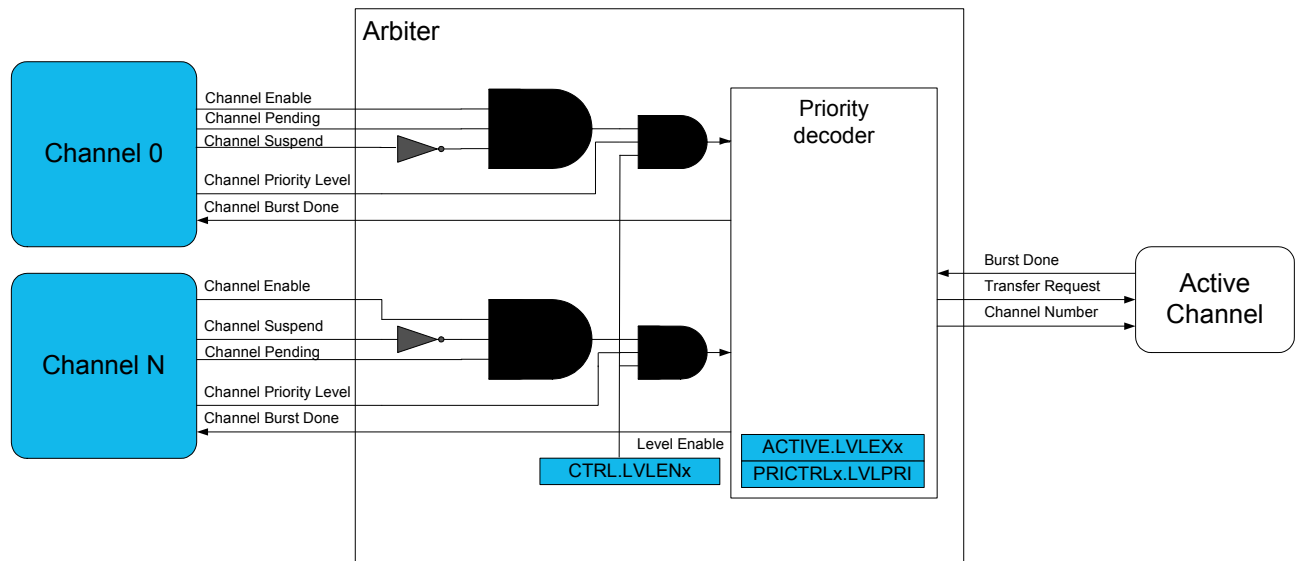 Arbiter
Channel 0
Channel Enable
Channel Pending
Channel Suspend
Channel Priority Level
Channel Burst Done
Priority
decoder
Burst Done
Transfer Request
Channel Number
Active
Channel
Channel N
Channel Enable
Channel Suspend
Channel Pending
Channel Priority Level
Channel Burst Done
Level Enable
CTRL.LVLENx
ACTIVE.LVLEXx
PRICTRLx.LVLPRI